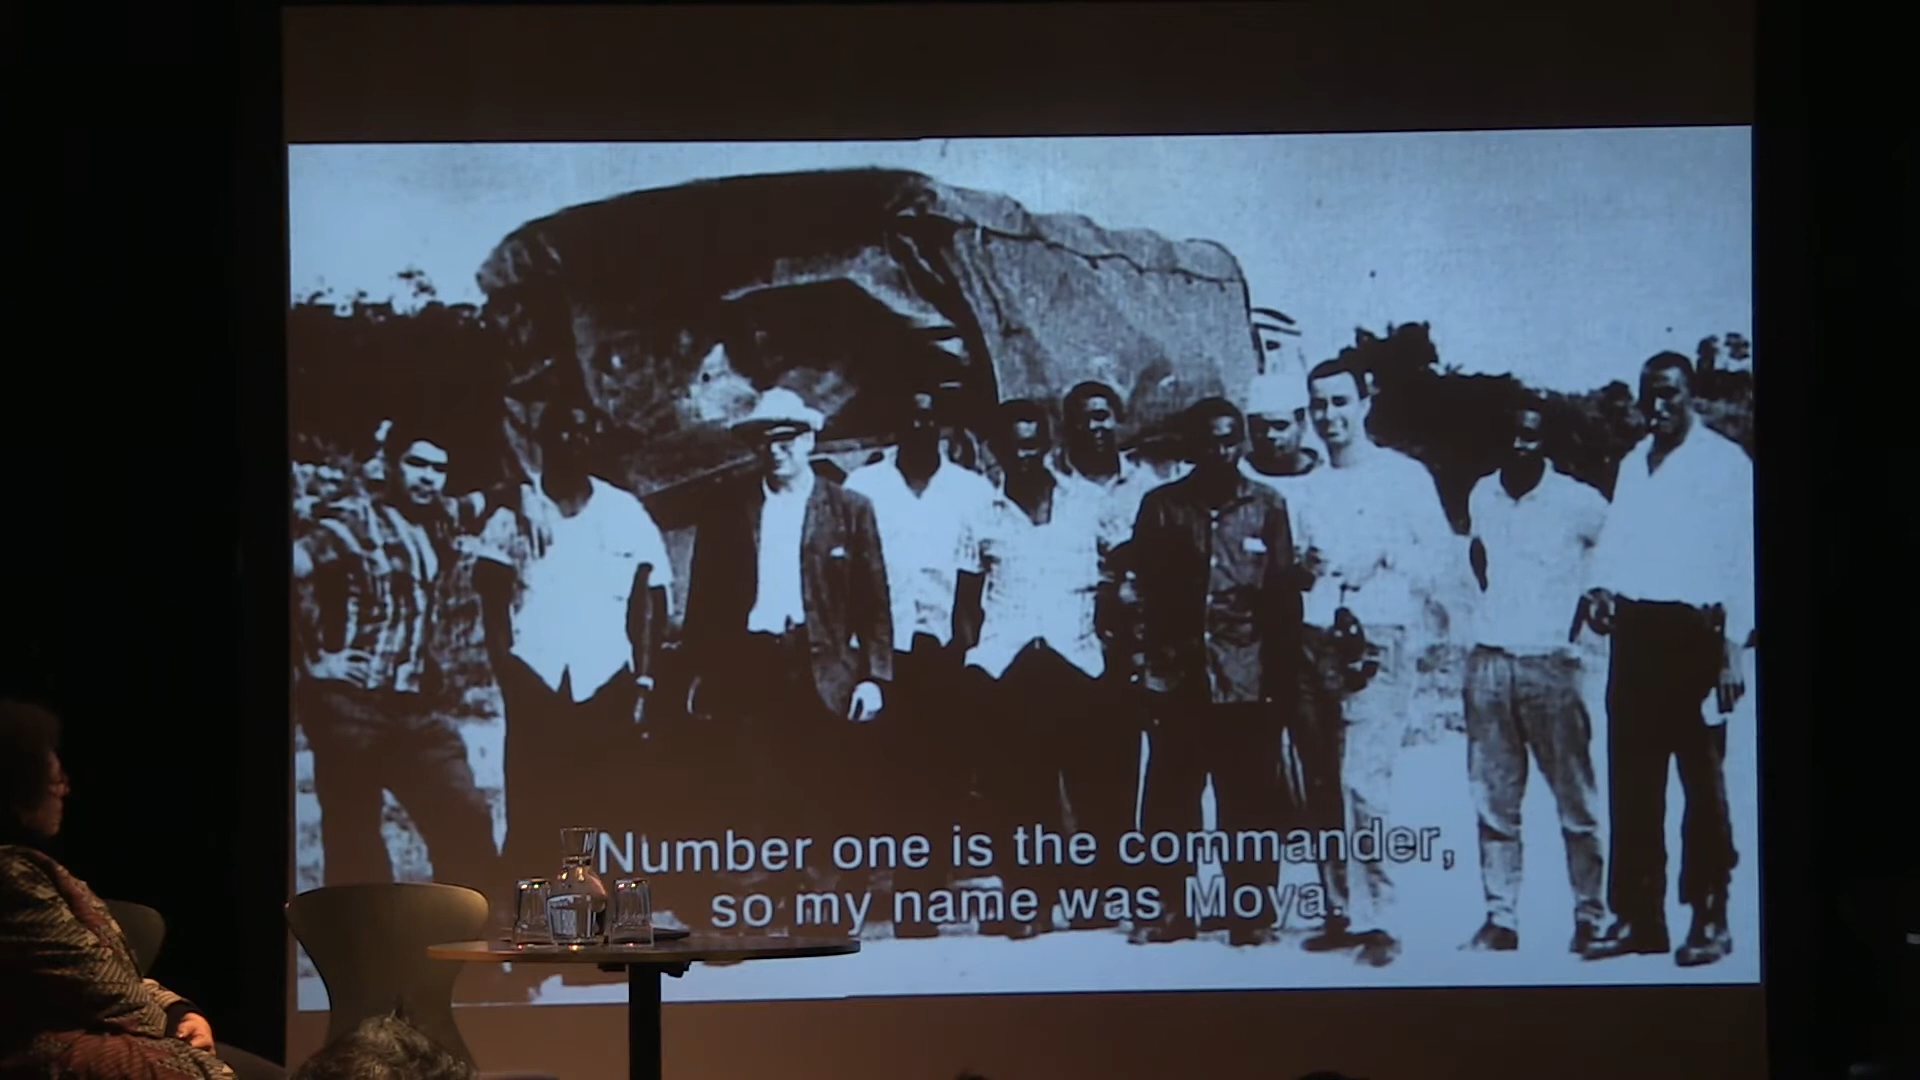 Number one is the commander,
so my name was Moya.